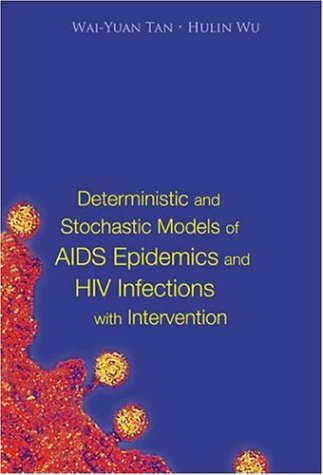 Wai-Yuan Tan · Hulin Wu
Deterministic and
Stochastic Models of
AIDS Epidemics and
HIV Infections
with Intervention